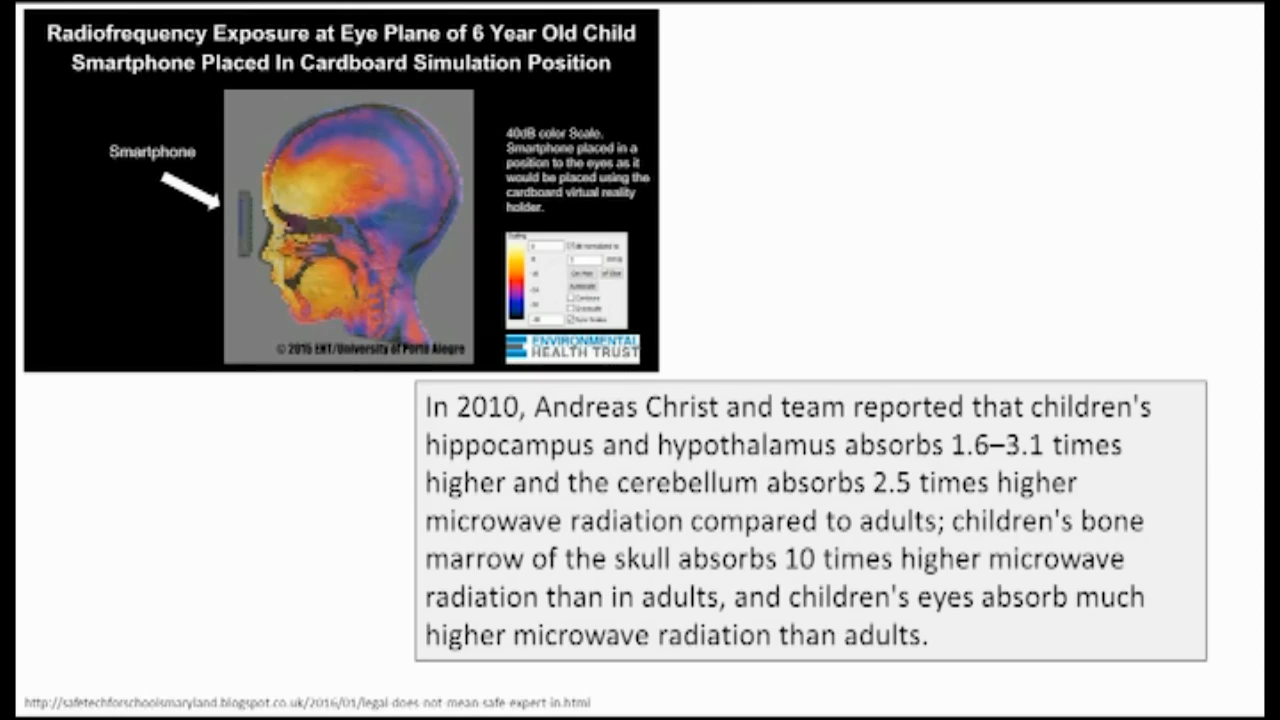 Radiofrequency Exposure at Eye Plane of 6 Year Old Child
Smartphone Placed In Cardboard Simulation Position
Smartphone
40dB color Scale.
Smartphone placed in a
position to the eyes as it
would be placed using the
cardboard virtual reality
holder.
© 2015 EHT/University of Porto Alegre
ENVIRONMENTAL
HEALTH TRUST
In 2010, Andreas Christ and team reported that children's
hippocampus and hypothalamus absorbs 1.6–3.1 times
higher and the cerebellum absorbs 2.5 times higher
microwave radiation compared to adults; children's bone
marrow of the skull absorbs 10 times higher microwave
radiation than in adults, and children's eyes absorb much
higher microwave radiation than adults.
http://safetechforschoolsmaryland.blogspot.co.uk/2016/01/legal-does-not-mean-safe-expert-in.html